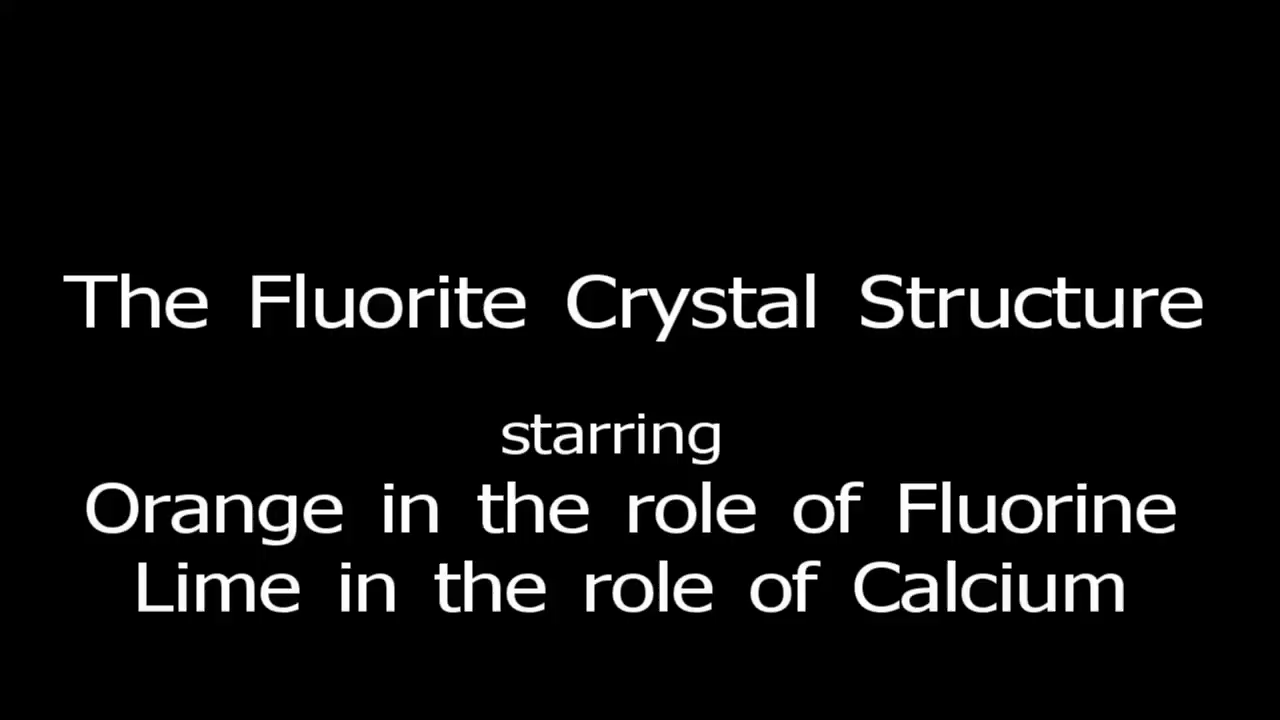 The Fluorite Crystal Structure
starring
Orange in the role of Fluorine
Lime in the role of Calcium